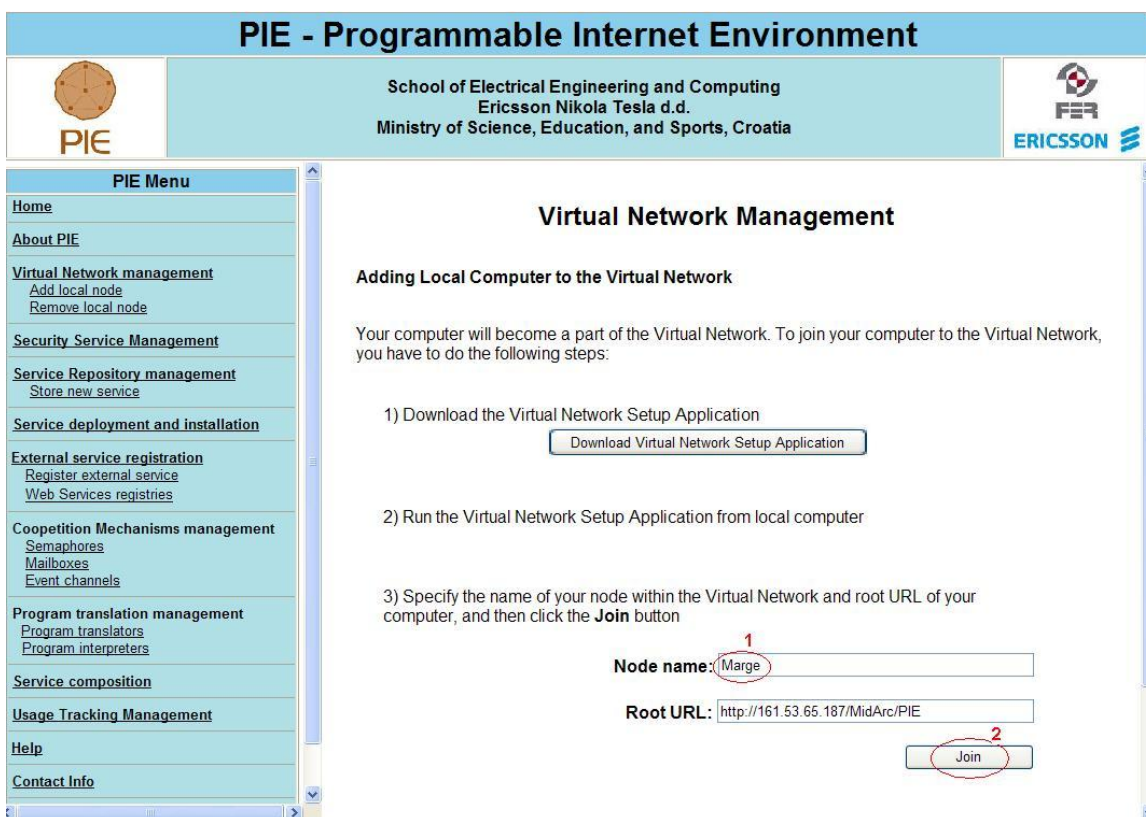 PIE - Programmable Internet Environment
PIE
School of Electrical Engineering and Computing
Ericsson Nikola Tesla d.d.
Ministry of Science, Education, and Sports, Croatia
FER
ERICSSON
PIE Menu
Home
About PIE
Virtual Network management
Add local node
Remove local node
Security Service Management
Service Repository management
Store new service
Service deployment and installation
External service registration
Register external service
Web Services registries
Coopetition Mechanisms management
Semaphores
Mailboxes
Event channels
Program translation management
Program translators
Program interpreters
Service composition
Usage Tracking Management
Help
Contact Info
Virtual Network Management
Adding Local Computer to the Virtual Network
Your computer will become a part of the Virtual Network. To join your computer to the Virtual Network,
you have to do the following steps:
1) Download the Virtual Network Setup Application
Download Virtual Network Setup Application
2) Run the Virtual Network Setup Application from local computer
3) Specify the name of your node within the Virtual Network and root URL of your
computer, and then click the Join button
1
Node name: Marge
Root URL: http://161.53.65.187/MidArc/PIE
2
Join